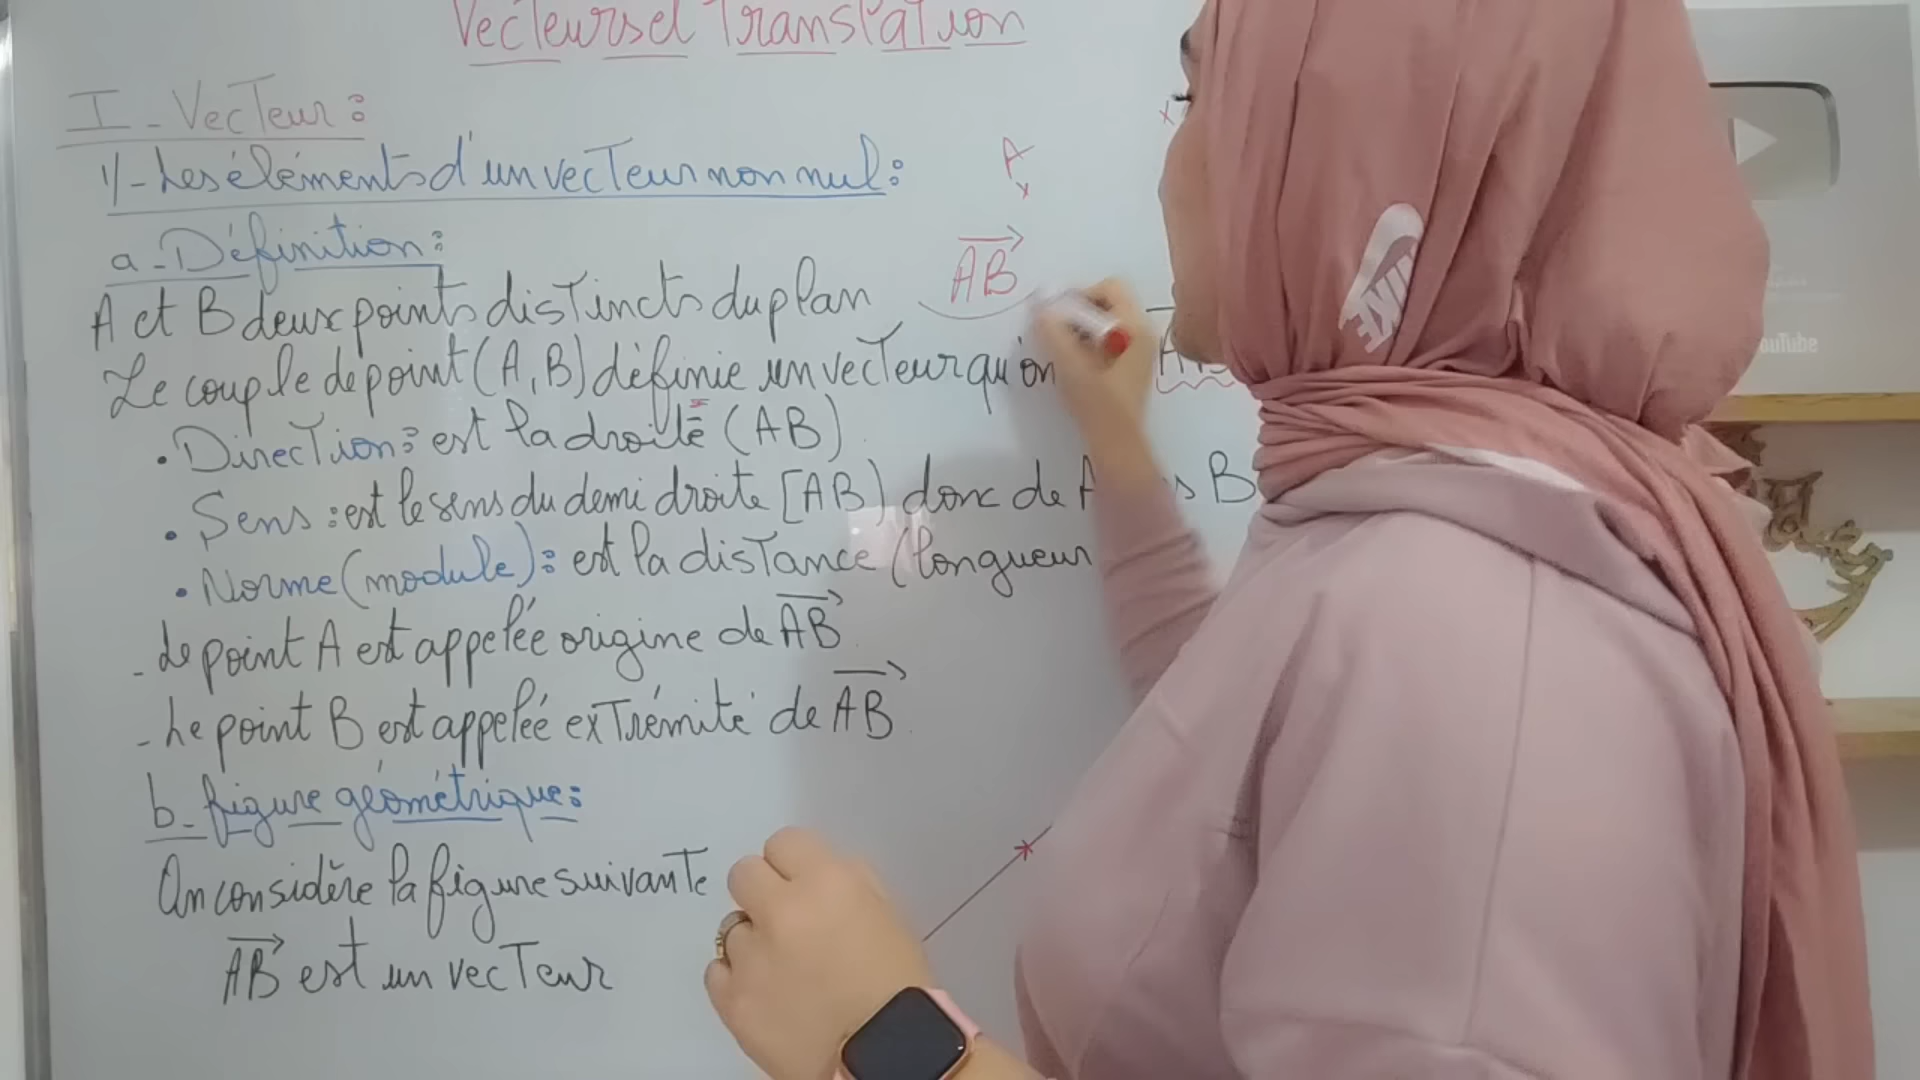 Vecteurs et Translation
I - Vecteur :
1/- Les éléments d'un vecteur non nul :
a - Définition :
A et B deux points distincts du plan
Le couple de point (A, B) définie un vecteur qu'on
• Direction : est la droite (AB)
• Sens : est le sens du demi droite [AB) donc de A B
• Norme (module) : est la distance (longueur
- Le point A est appelée origine de AB→
- Le point B est appelée extrémité de AB→
b - figure géométrique :
On considère la figure suivante
AB→ est un vecteur
A
x
AB→
NIKE
YouTube